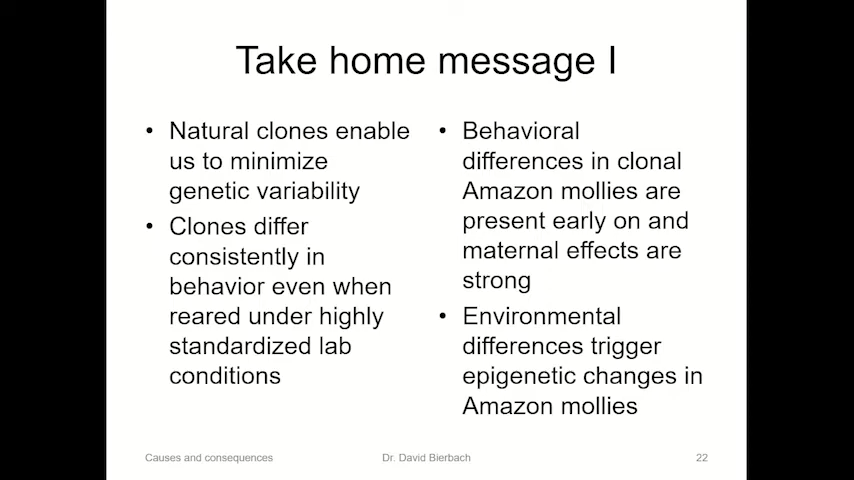 Take home message I
• Natural clones enable
us to minimize
genetic variability
• Clones differ
consistently in
behavior even when
reared under highly
standardized lab
conditions
• Behavioral
differences in clonal
Amazon mollies are
present early on and
maternal effects are
strong
• Environmental
differences trigger
epigenetic changes in
Amazon mollies
Causes and consequences
Dr. David Bierbach
22